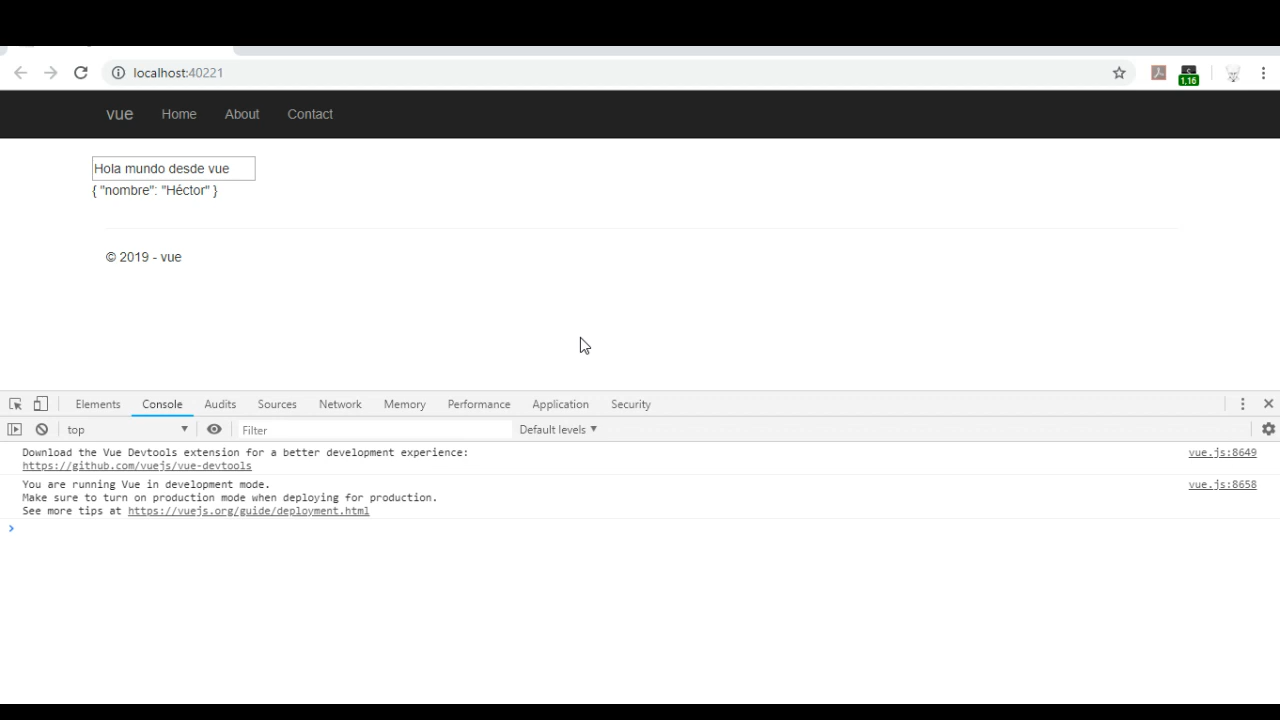 localhost:40221
1,16
vue Home About Contact
Hola mundo desde vue
{ "nombre": "Héctor" }
© 2019 - vue
Elements Console Audits Sources Network Memory Performance Application Security
top Filter Default levels
Download the Vue Devtools extension for a better development experience: vue.js:8649
https://github.com/vuejs/vue-devtools
You are running Vue in development mode. vue.js:8658
Make sure to turn on production mode when deploying for production.
See more tips at https://vuejs.org/guide/deployment.html